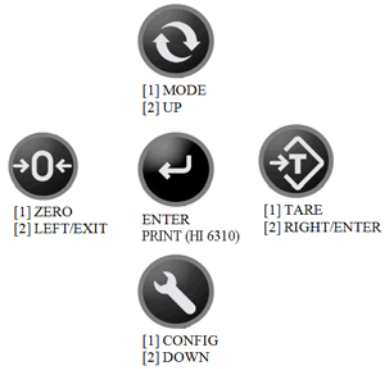 [1] MODE
[2] UP
→0←
[1] ZERO
[2] LEFT/EXIT
ENTER
PRINT (HI 6310)
→T
[1] TARE
[2] RIGHT/ENTER
[1] CONFIG
[2] DOWN